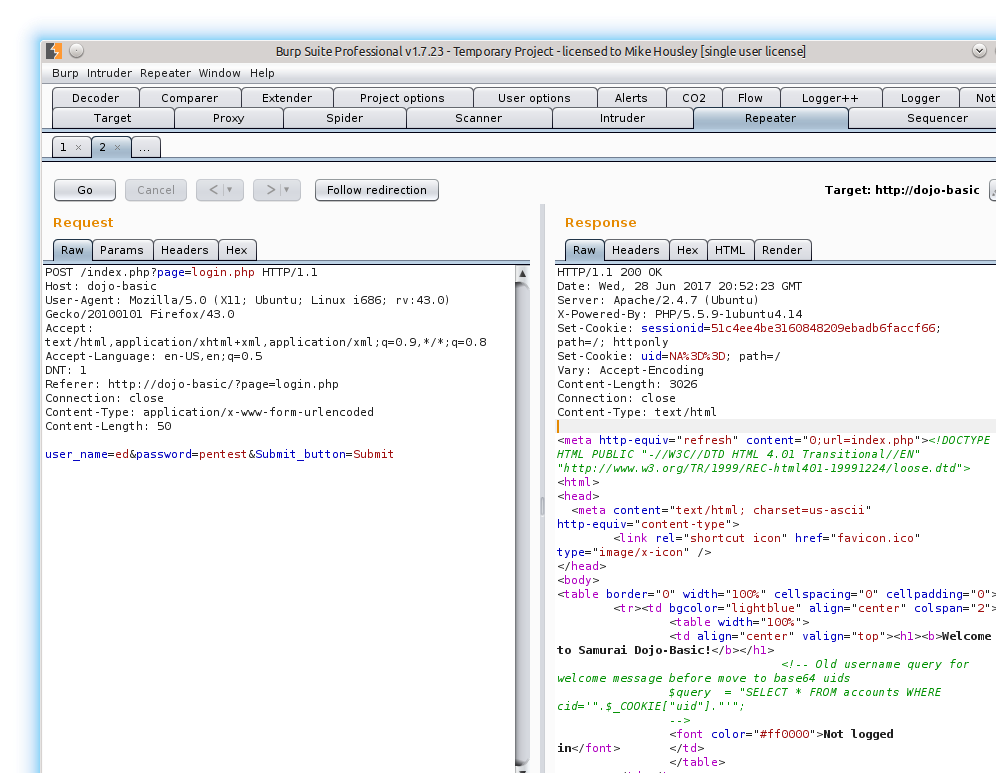 Burp Suite Professional v1.7.23 - Temporary Project - licensed to Mike Housley [single user license]
Burp Intruder Repeater Window Help
Decoder Comparer Extender Project options User options Alerts CO2 Flow Logger++ Logger Not
Target Proxy Spider Scanner Intruder Repeater Sequencer
1 × 2 × ...
Go Cancel < > Follow redirection Target: http://dojo-basic
Request
Raw Params Headers Hex
POST /index.php?page=login.php HTTP/1.1
Host: dojo-basic
User-Agent: Mozilla/5.0 (X11; Ubuntu; Linux i686; rv:43.0)
Gecko/20100101 Firefox/43.0
Accept:
text/html,application/xhtml+xml,application/xml;q=0.9,*/*;q=0.8
Accept-Language: en-US,en;q=0.5
DNT: 1
Referer: http://dojo-basic/?page=login.php
Connection: close
Content-Type: application/x-www-form-urlencoded
Content-Length: 50
user_name=ed&password=pentest&Submit_button=Submit
Response
Raw Headers Hex HTML Render
HTTP/1.1 200 OK
Date: Wed, 28 Jun 2017 20:52:23 GMT
Server: Apache/2.4.7 (Ubuntu)
X-Powered-By: PHP/5.5.9-1ubuntu4.14
Set-Cookie: sessionid=51c4ee4be3160848209ebadb6faccf66;
path=/; httponly
Set-Cookie: uid=NA%3D%3D; path=/
Vary: Accept-Encoding
Content-Length: 3026
Connection: close
Content-Type: text/html
<meta http-equiv="refresh" content="0;url=index.php"><!DOCTYPE
HTML PUBLIC "-//W3C//DTD HTML 4.01 Transitional//EN"
"http://www.w3.org/TR/1999/REC-html401-19991224/loose.dtd">
<html>
<head>
<meta content="text/html; charset=us-ascii"
http-equiv="content-type">
<link rel="shortcut icon" href="favicon.ico"
type="image/x-icon" />
</head>
<body>
<table border="0" width="100%" cellspacing="0" cellpadding="0">
<tr><td bgcolor="lightblue" align="center" colspan="2">
<table width="100%">
<td align="center" valign="top"><h1><b>Welcome
to Samurai Dojo-Basic!</b></h1>
<!-- Old username query for
welcome message before move to base64 uids
$query = "SELECT * FROM accounts WHERE
cid='".$_COOKIE["uid"]."'";
-->
<font color="#ff0000">Not logged
in</font> </td>
</table>